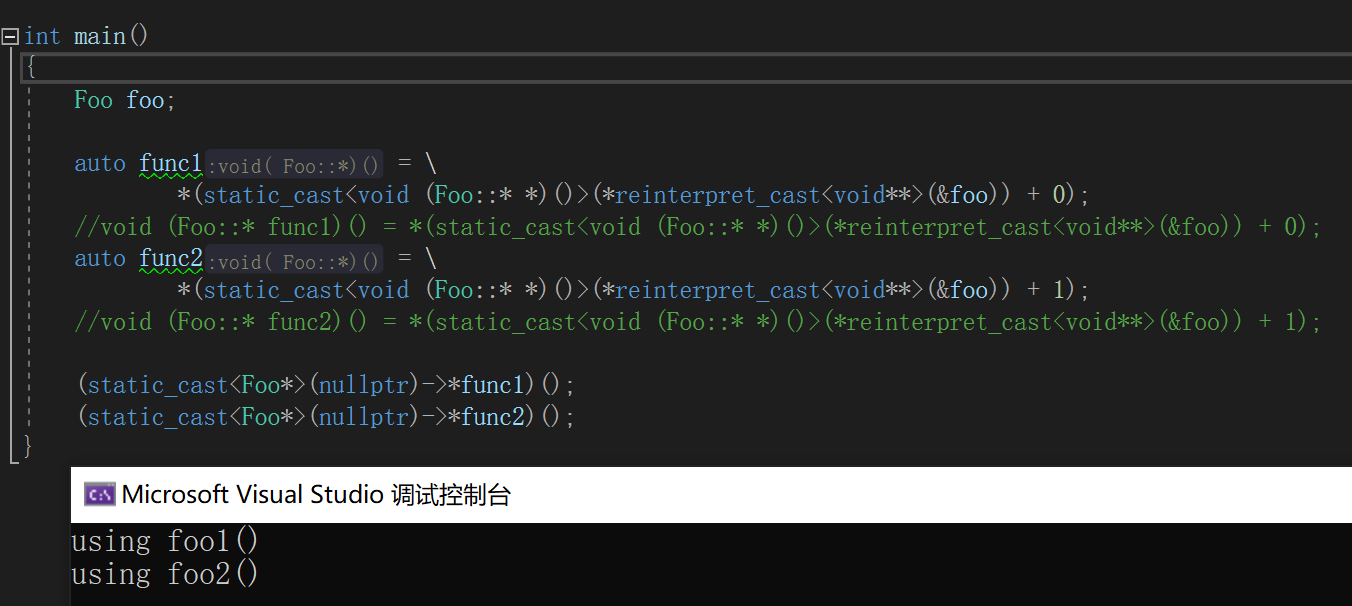 int main()
{
Foo foo;
auto func1:void( Foo::*)() = \
*(static_cast<void (Foo::* *)()>(*reinterpret_cast<void**>(&foo)) + 0);
//void (Foo::* func1)() = *(static_cast<void (Foo::* *)()>(*reinterpret_cast<void**>(&foo)) + 0);
auto func2:void( Foo::*)() = \
*(static_cast<void (Foo::* *)()>(*reinterpret_cast<void**>(&foo)) + 1);
//void (Foo::* func2)() = *(static_cast<void (Foo::* *)()>(*reinterpret_cast<void**>(&foo)) + 1);
(static_cast<Foo*>(nullptr)->*func1)();
(static_cast<Foo*>(nullptr)->*func2)();
}
C:\ Microsoft Visual Studio 调试控制台
using foo1()
using foo2()